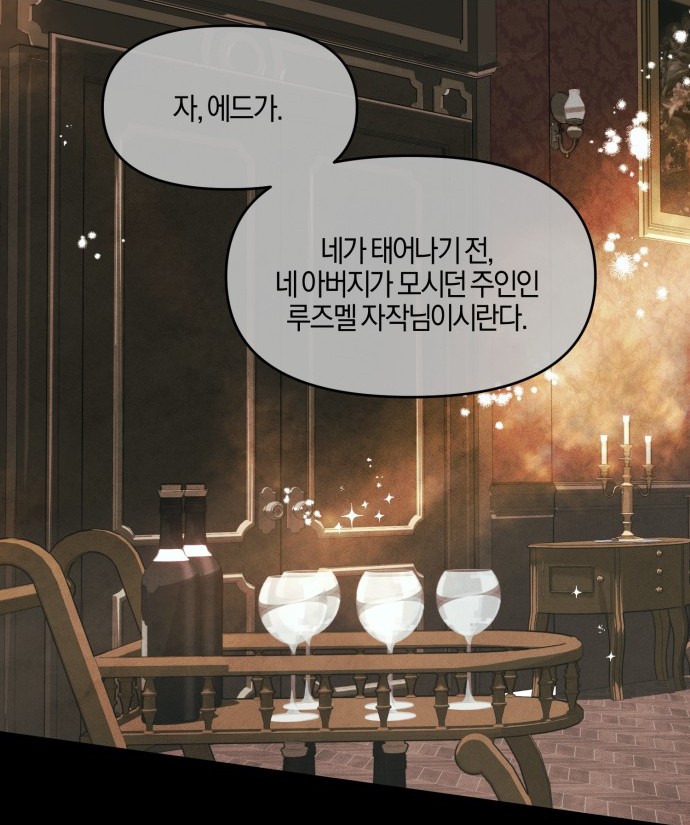 자, 에드가.
네가 태어나기 전,
네 아버지가 모시던 주인인
루즈멜 자작님이시란다.